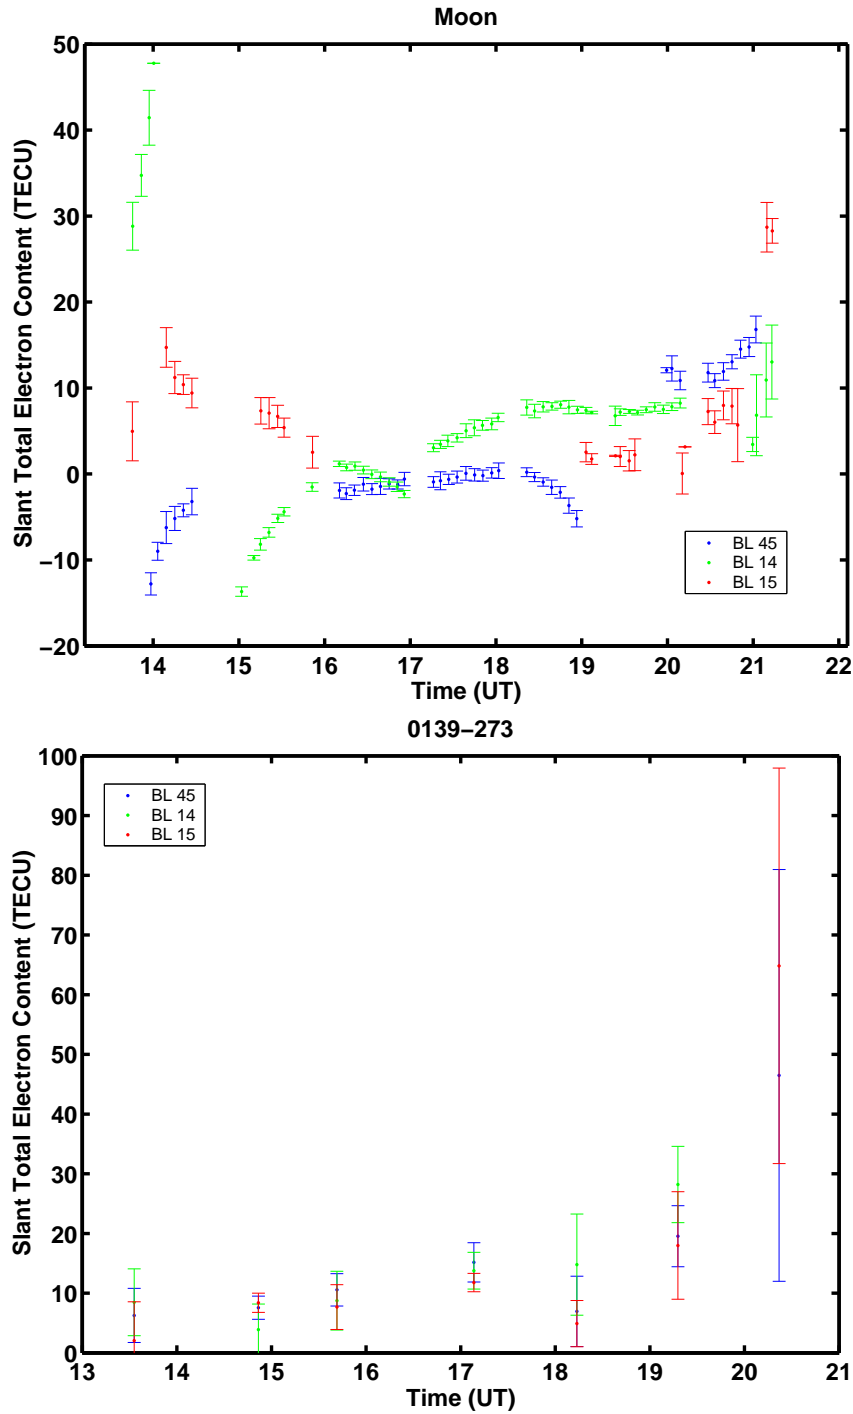 Moon
Slant Total Electron Content (TECU)
50
40
30
20
10
0
−10
−20
BL 45
BL 14
BL 15
14 15 16 17 18 19 20 21 22
Time (UT)
0139−273
Slant Total Electron Content (TECU)
100
90
80
70
60
50
40
30
20
10
0
BL 45
BL 14
BL 15
13 14 15 16 17 18 19 20 21
Time (UT)